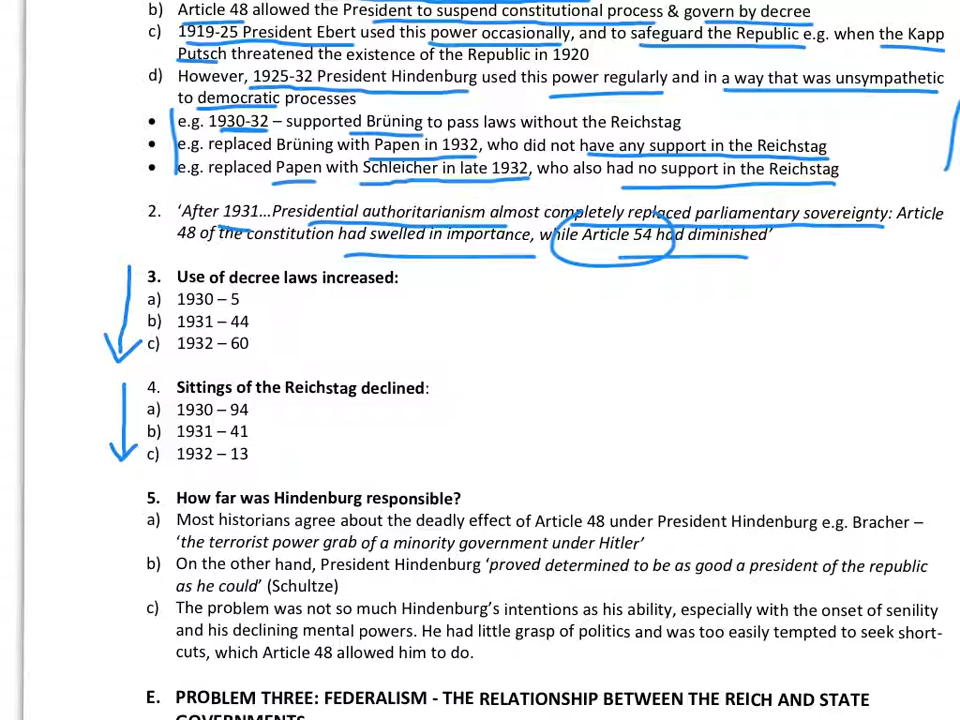 b) Article 48 allowed the President to suspend constitutional process & govern by decree
c) 1919-25 President Ebert used this power occasionally, and to safeguard the Republic e.g. when the Kapp
Putsch threatened the existence of the Republic in 1920
d) However, 1925-32 President Hindenburg used this power regularly and in a way that was unsympathetic
to democratic processes
• e.g. 1930-32 – supported Brüning to pass laws without the Reichstag
• e.g. replaced Brüning with Papen in 1932, who did not have any support in the Reichstag
• e.g. replaced Papen with Schleicher in late 1932, who also had no support in the Reichstag
2. 'After 1931...Presidential authoritarianism almost completely replaced parliamentary sovereignty: Article
48 of the constitution had swelled in importance, while Article 54 had diminished'
3. Use of decree laws increased:
a) 1930 – 5
b) 1931 – 44
c) 1932 – 60
4. Sittings of the Reichstag declined:
a) 1930 – 94
b) 1931 – 41
c) 1932 – 13
5. How far was Hindenburg responsible?
a) Most historians agree about the deadly effect of Article 48 under President Hindenburg e.g. Bracher –
'the terrorist power grab of a minority government under Hitler'
b) On the other hand, President Hindenburg 'proved determined to be as good a president of the republic
as he could' (Schultze)
c) The problem was not so much Hindenburg's intentions as his ability, especially with the onset of senility
and his declining mental powers. He had little grasp of politics and was too easily tempted to seek short-
cuts, which Article 48 allowed him to do.
E. PROBLEM THREE: FEDERALISM - THE RELATIONSHIP BETWEEN THE REICH AND STATE
GOVERNMENTS